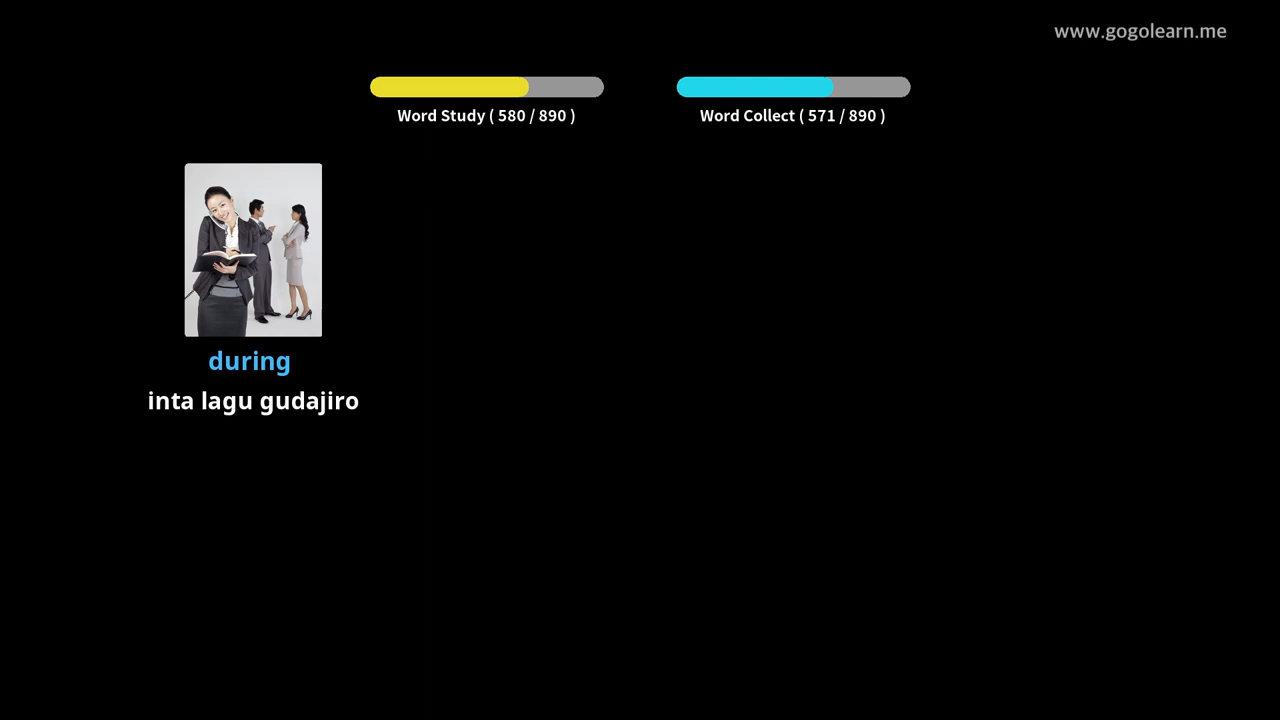 www.gogolearn.me
Word Study ( 580 / 890 )
Word Collect ( 571 / 890 )
during
inta lagu gudajiro